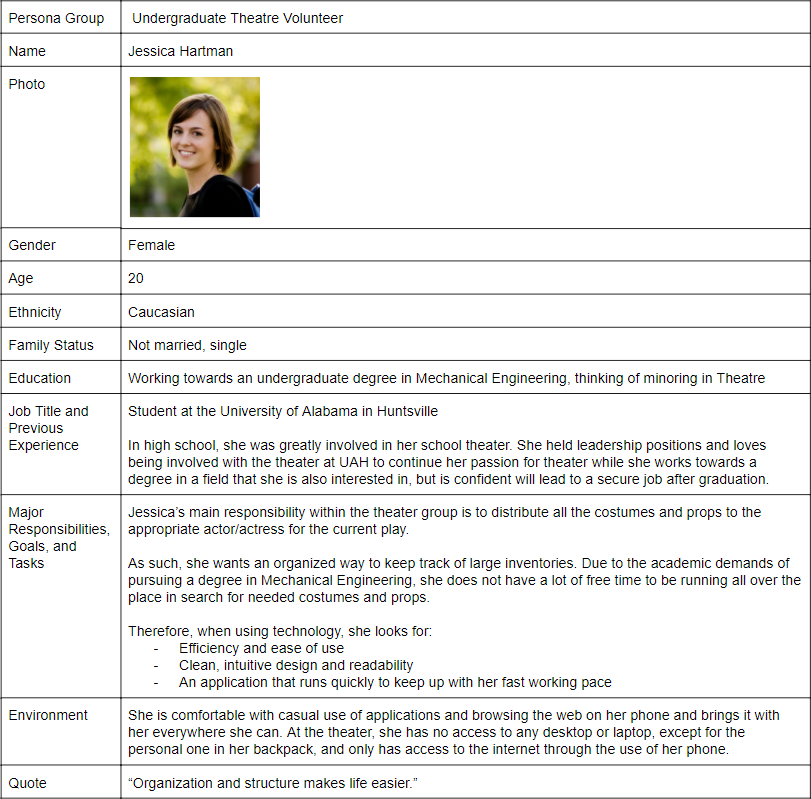 Persona Group
Undergraduate Theatre Volunteer
Name
Jessica Hartman
Photo
Gender
Female
Age
20
Ethnicity
Caucasian
Family Status
Not married, single
Education
Working towards an undergraduate degree in Mechanical Engineering, thinking of minoring in Theatre
Job Title and
Previous
Experience
Student at the University of Alabama in Huntsville
In high school, she was greatly involved in her school theater. She held leadership positions and loves
being involved with the theater at UAH to continue her passion for theater while she works towards a
degree in a field that she is also interested in, but is confident will lead to a secure job after graduation.
Major
Responsibilities,
Goals, and
Tasks
Jessica's main responsibility within the theater group is to distribute all the costumes and props to the
appropriate actor/actress for the current play.
As such, she wants an organized way to keep track of large inventories. Due to the academic demands of
pursuing a degree in Mechanical Engineering, she does not have a lot of free time to be running all over the
place in search for needed costumes and props.
Therefore, when using technology, she looks for:
- Efficiency and ease of use
- Clean, intuitive design and readability
- An application that runs quickly to keep up with her fast working pace
Environment
She is comfortable with casual use of applications and browsing the web on her phone and brings it with
her everywhere she can. At the theater, she has no access to any desktop or laptop, except for the
personal one in her backpack, and only has access to the internet through the use of her phone.
Quote
“Organization and structure makes life easier.”